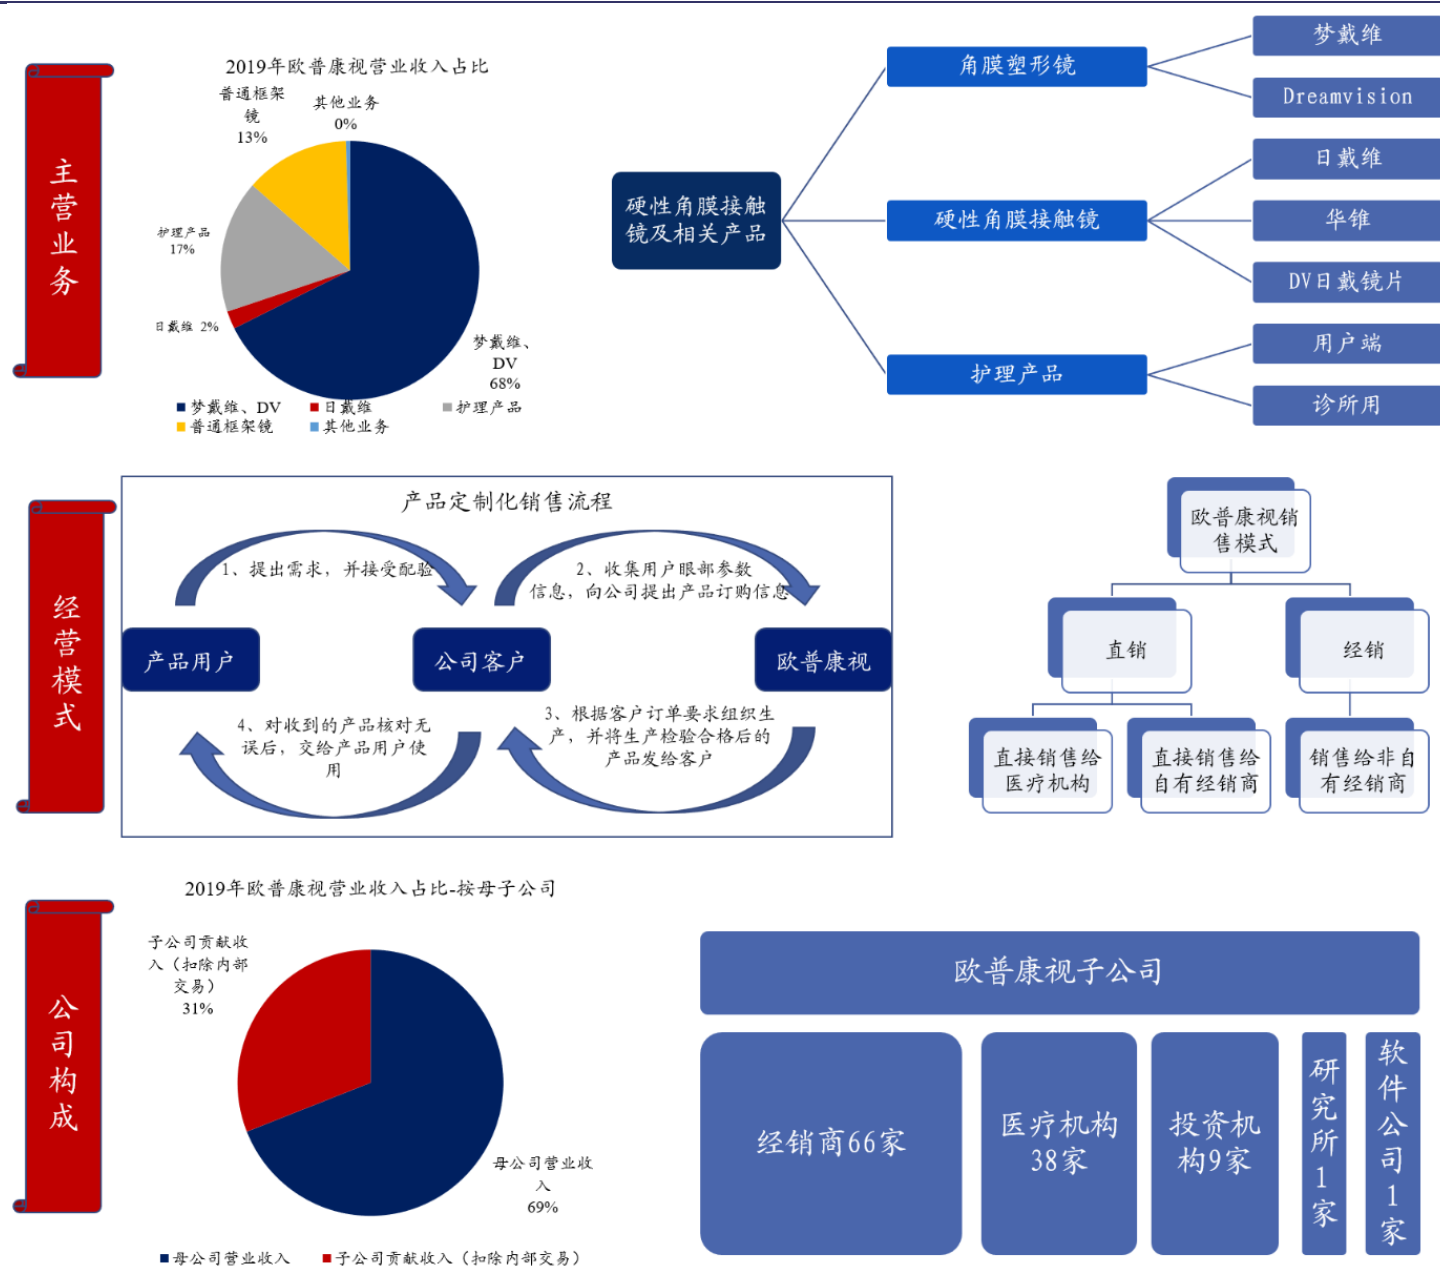 主营业务
2019年欧普康视营业收入占比
普通框架
镜
13%
其他业务
0%
护理产品
17%
日戴维 2%
梦戴维、
DV
68%
梦戴维、DV
日戴维
护理产品
普通框架镜
其他业务
硬性角膜接触
镜及相关产品
角膜塑形镜
梦戴维
Dreamvision
硬性角膜接触镜
日戴维
华锥
DV日戴镜片
护理产品
用户端
诊所用
经营模式
产品定制化销售流程
1、提出需求，并接受配验
2、收集用户眼部参数
信息，向公司提出产品订购信息
产品用户
公司客户
欧普康视
4、对收到的产品核对无
误后，交给产品用户使
用
3、根据客户订单要求组织生
产，并将生产检验合格后的
产品发给客户
欧普康视销
售模式
直销
经销
直接销售给
医疗机构
直接销售给
自有经销商
销售给非自
有经销商
公司构成
2019年欧普康视营业收入占比-按母子公司
子公司贡献收
入（扣除内部
交易）
31%
母公司营业收
入
69%
母公司营业收入
子公司贡献收入（扣除内部交易）
欧普康视子公司
经销商66家
医疗机构
38家
投资机
构9家
研究所1家
软件公司1家